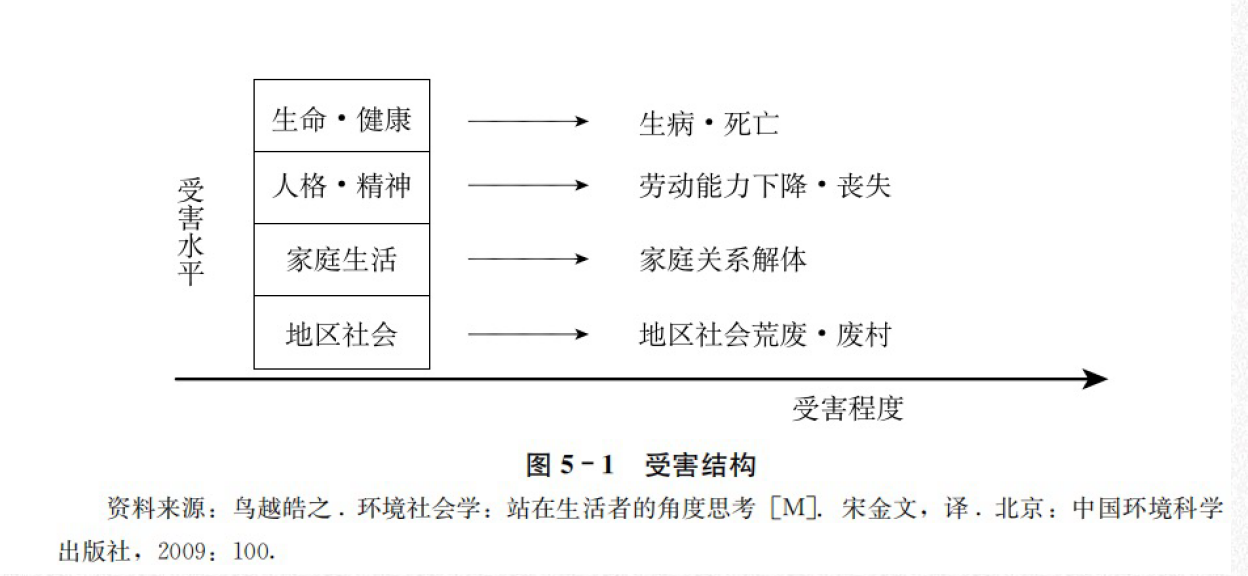 生命·健康 生病·死亡
人格·精神 劳动能力下降·丧失
受害水平
家庭生活 家庭关系解体
地区社会 地区社会荒废·废村
受害程度
图 5-1 受害结构
资料来源：鸟越皓之. 环境社会学：站在生活者的角度思考 [M]. 宋金文，译. 北京：中国环境科学
出版社，2009：100.